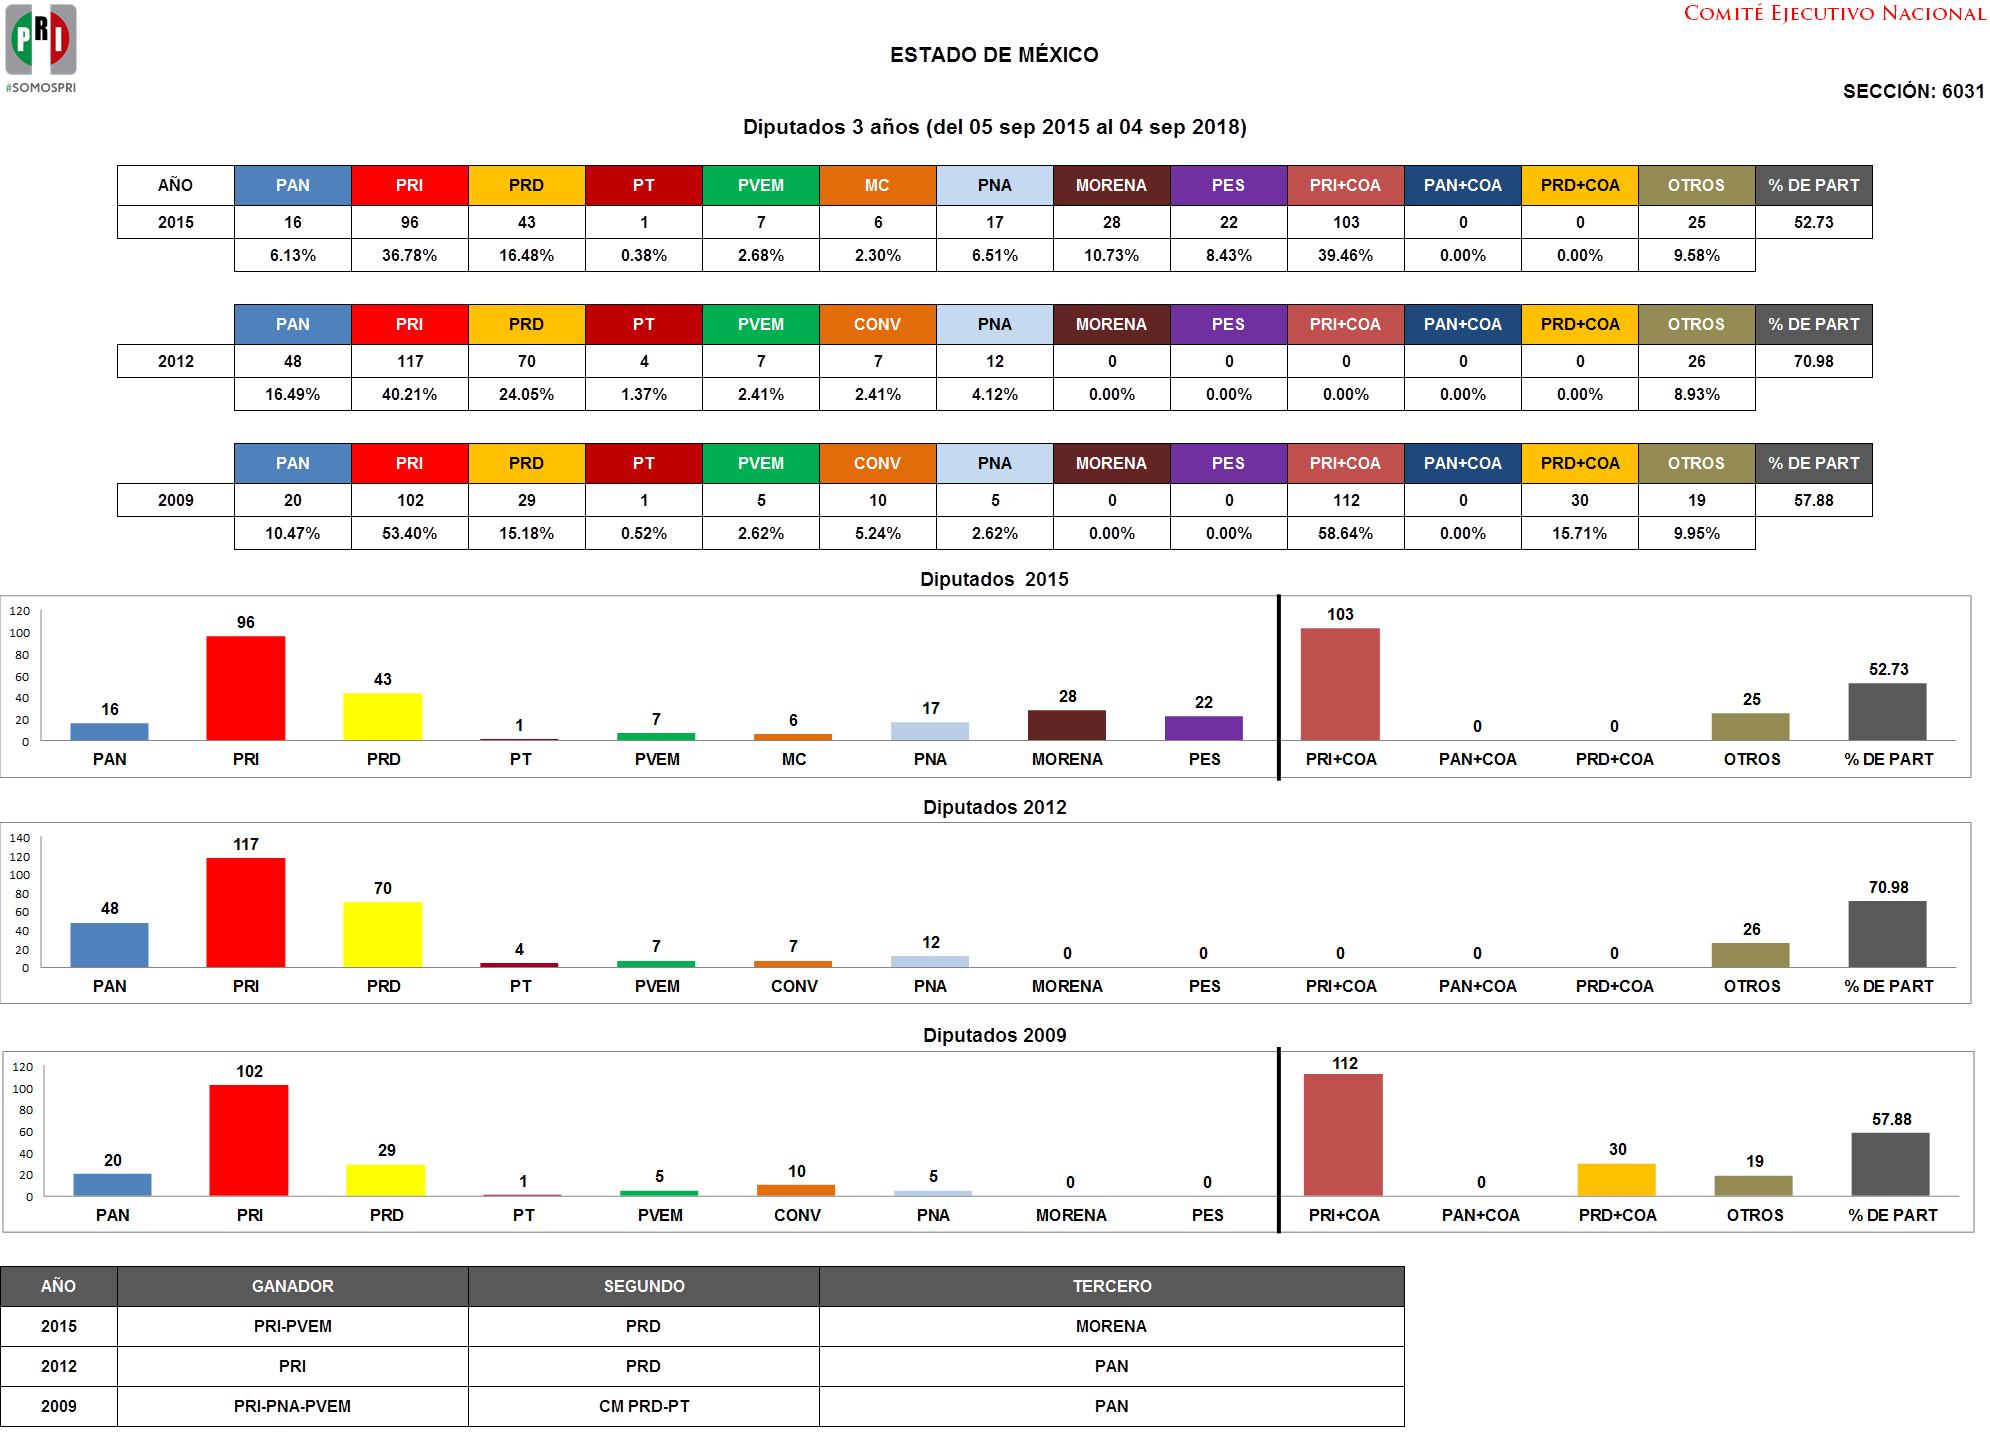 PRI
#SOMOSPRI
COMITÉ EJECUTIVO NACIONAL
ESTADO DE MÉXICO
SECCIÓN: 6031
Diputados 3 años (del 05 sep 2015 al 04 sep 2018)
AÑO PAN PRI PRD PT PVEM MC PNA MORENA PES PRI+COA PAN+COA PRD+COA OTROS % DE PART
2015 16 96 43 1 7 6 17 28 22 103 0 0 25 52.73
6.13% 36.78% 16.48% 0.38% 2.68% 2.30% 6.51% 10.73% 8.43% 39.46% 0.00% 0.00% 9.58%
PAN PRI PRD PT PVEM CONV PNA MORENA PES PRI+COA PAN+COA PRD+COA OTROS % DE PART
2012 48 117 70 4 7 7 12 0 0 0 0 0 26 70.98
16.49% 40.21% 24.05% 1.37% 2.41% 2.41% 4.12% 0.00% 0.00% 0.00% 0.00% 0.00% 8.93%
PAN PRI PRD PT PVEM CONV PNA MORENA PES PRI+COA PAN+COA PRD+COA OTROS % DE PART
2009 20 102 29 1 5 10 5 0 0 112 0 30 19 57.88
10.47% 53.40% 15.18% 0.52% 2.62% 5.24% 2.62% 0.00% 0.00% 58.64% 0.00% 15.71% 9.95%
Diputados 2015
120
100
80
60
40
20
0
16 96 43 1 7 6 17 28 22 103 0 0 25 52.73
PAN PRI PRD PT PVEM MC PNA MORENA PES PRI+COA PAN+COA PRD+COA OTROS % DE PART
Diputados 2012
140
120
100
80
60
40
20
0
48 117 70 4 7 7 12 0 0 0 0 0 26 70.98
PAN PRI PRD PT PVEM CONV PNA MORENA PES PRI+COA PAN+COA PRD+COA OTROS % DE PART
Diputados 2009
120
100
80
60
40
20
0
20 102 29 1 5 10 5 0 0 112 0 30 19 57.88
PAN PRI PRD PT PVEM CONV PNA MORENA PES PRI+COA PAN+COA PRD+COA OTROS % DE PART
AÑO GANADOR SEGUNDO TERCERO
2015 PRI-PVEM PRD MORENA
2012 PRI PRD PAN
2009 PRI-PNA-PVEM CM PRD-PT PAN